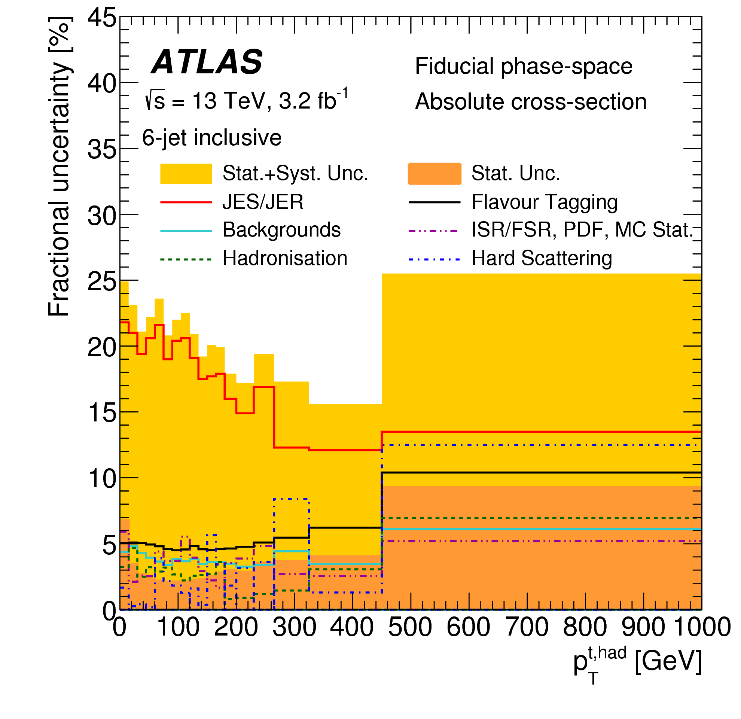 Fractional uncertainty [%]
45
40
35
30
25
20
15
10
5
0
ATLAS
√s = 13 TeV, 3.2 fb⁻¹
6-jet inclusive
Fiducial phase-space
Absolute cross-section
Stat.+Syst. Unc.
Stat. Unc.
JES/JER
Flavour Tagging
Backgrounds
ISR/FSR, PDF, MC Stat.
Hadronisation
Hard Scattering
0 100 200 300 400 500 600 700 800 900 1000
p_T^t,had [GeV]